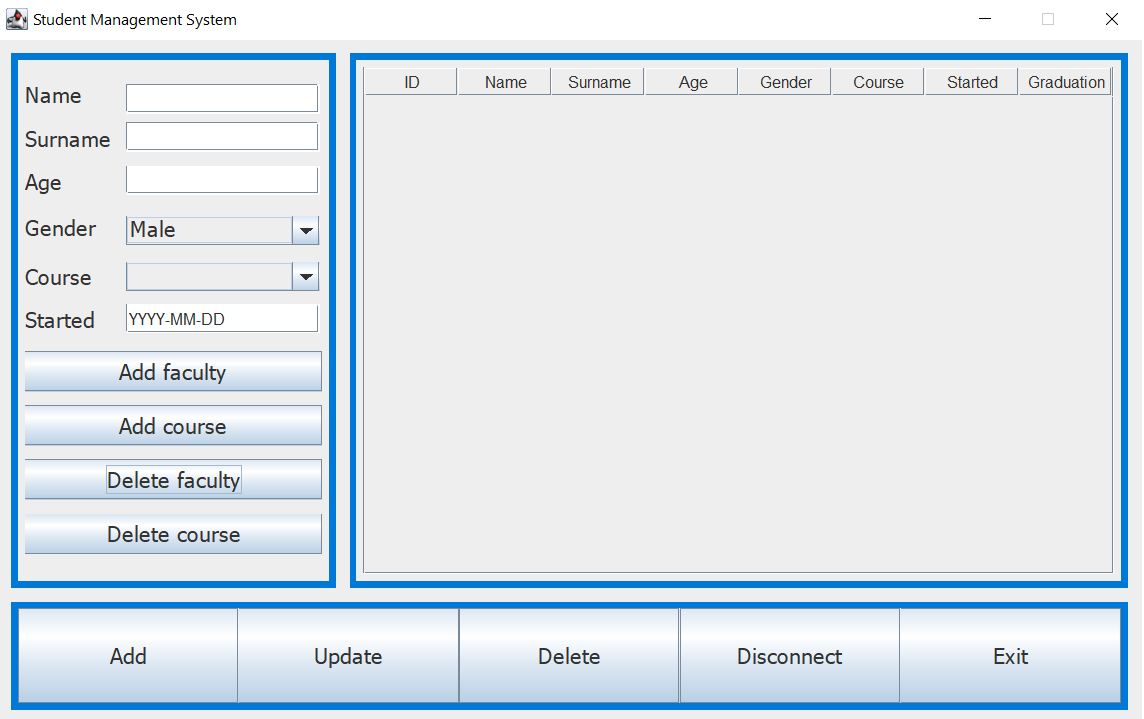 Student Management System
Name
Surname
Age
Gender Male
Course
Started YYYY-MM-DD
Add faculty
Add course
Delete faculty
Delete course
ID Name Surname Age Gender Course Started Graduation
Add Update Delete Disconnect Exit